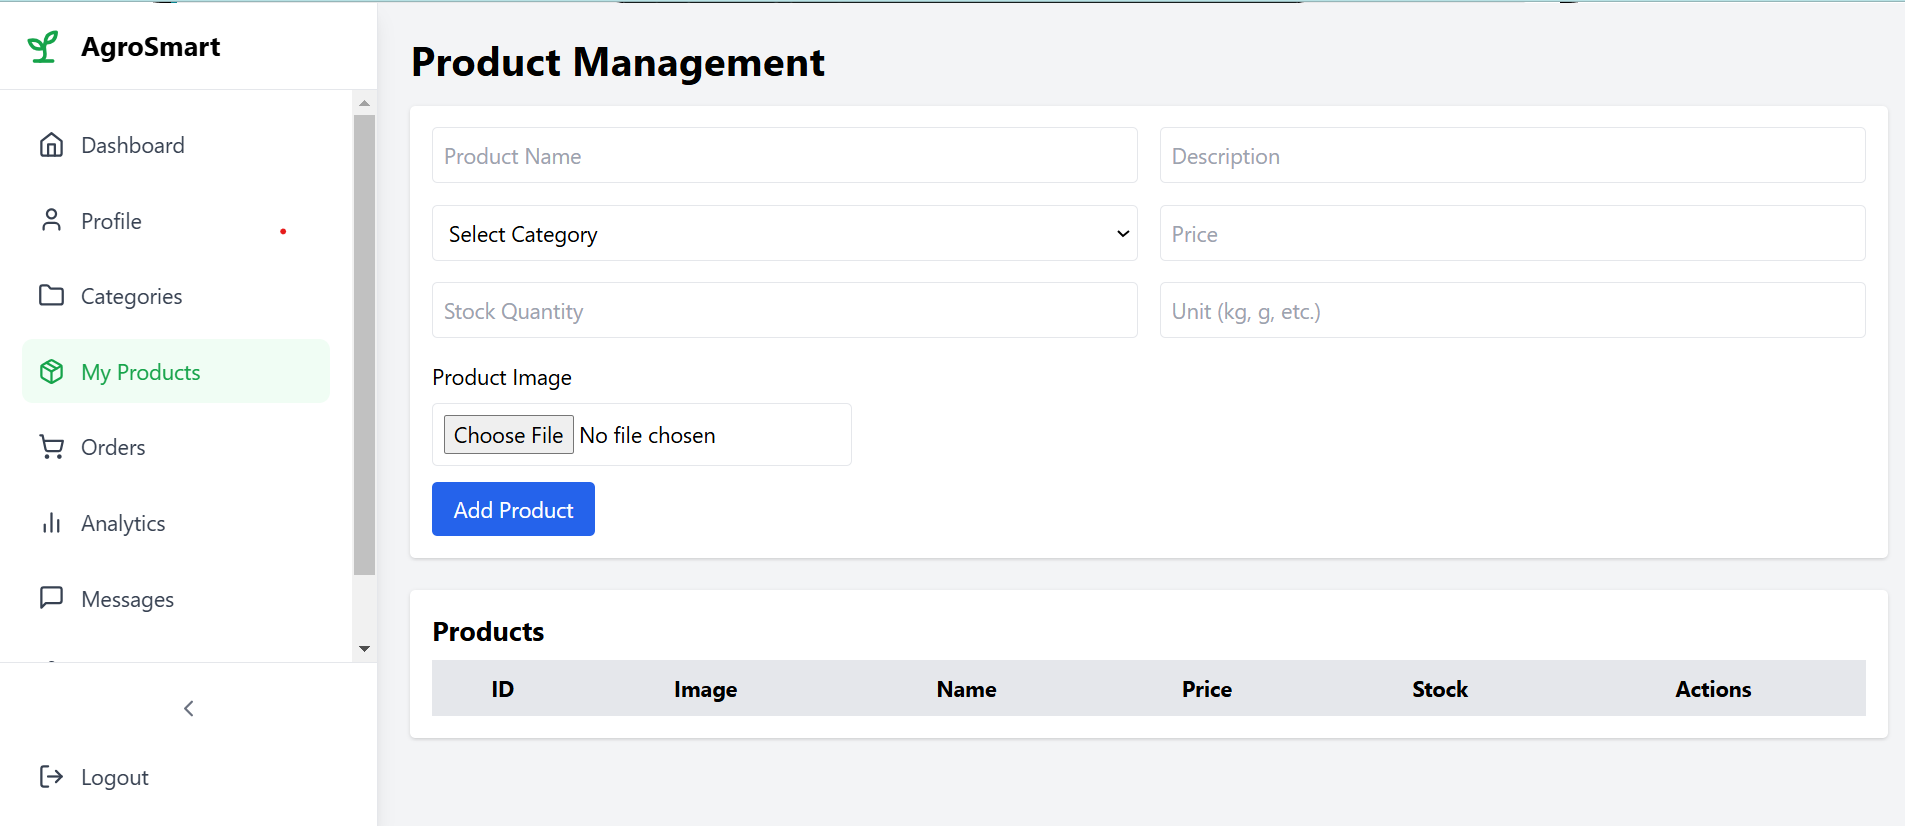 AgroSmart
Dashboard
Profile
Categories
My Products
Orders
Analytics
Messages
Logout
Product Management
Product Name
Description
Select Category
Price
Stock Quantity
Unit (kg, g, etc.)
Product Image
Choose File No file chosen
Add Product
Products
ID Image Name Price Stock Actions